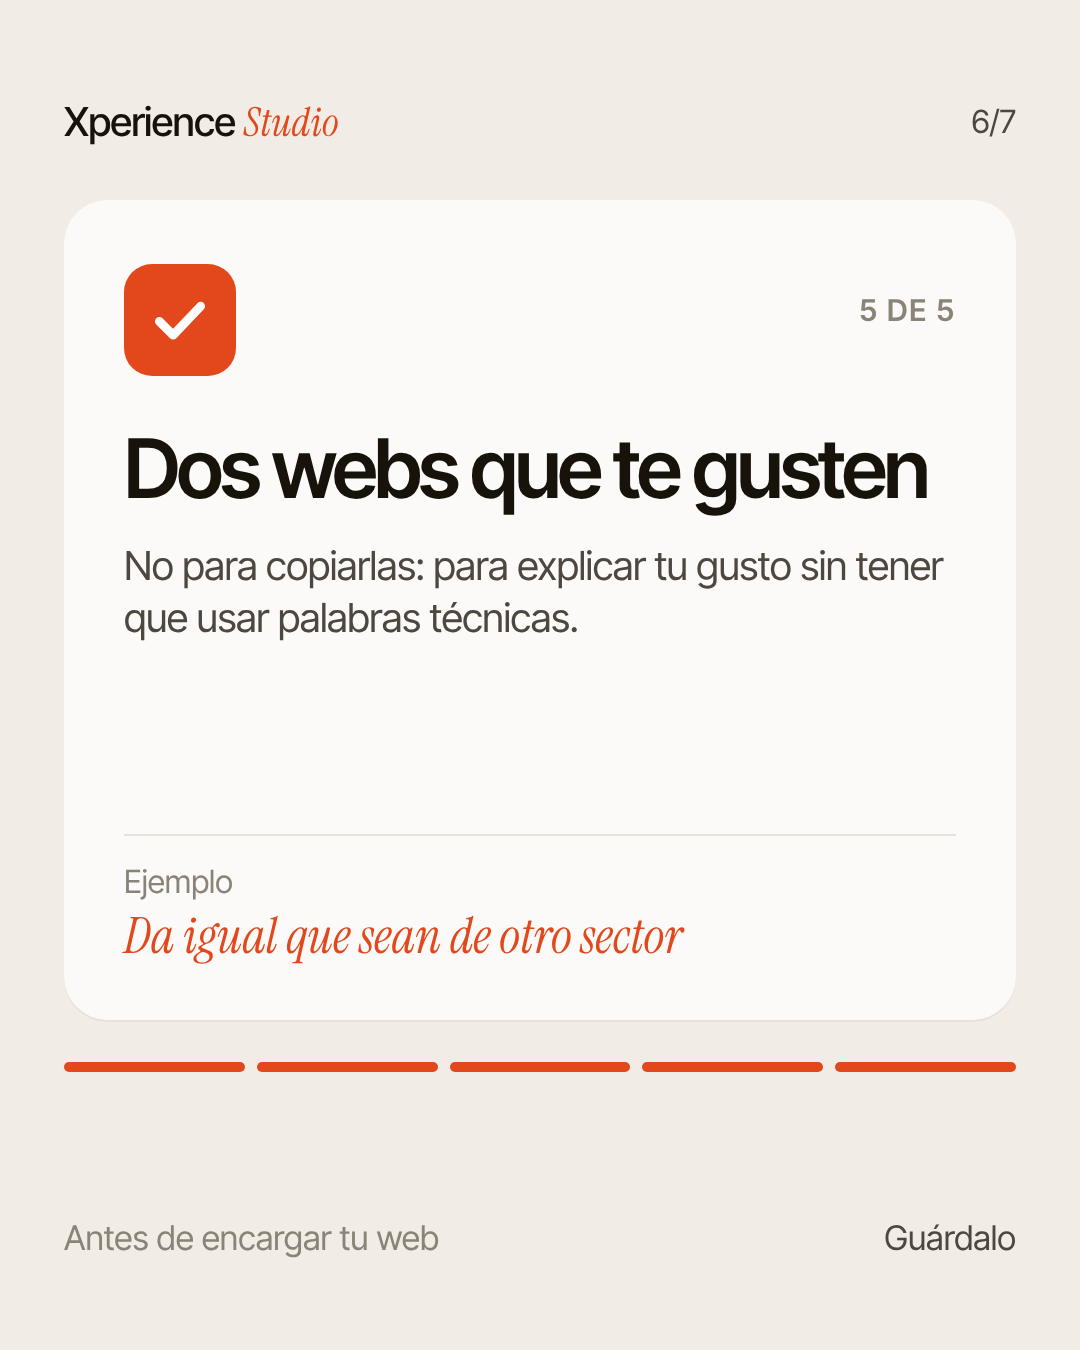 Xperience Studio
6/7
5 DE 5
Dos webs que te gusten
No para copiarlas: para explicar tu gusto sin tener
que usar palabras técnicas.
Ejemplo
Da igual que sean de otro sector
Antes de encargar tu web
Guárdalo